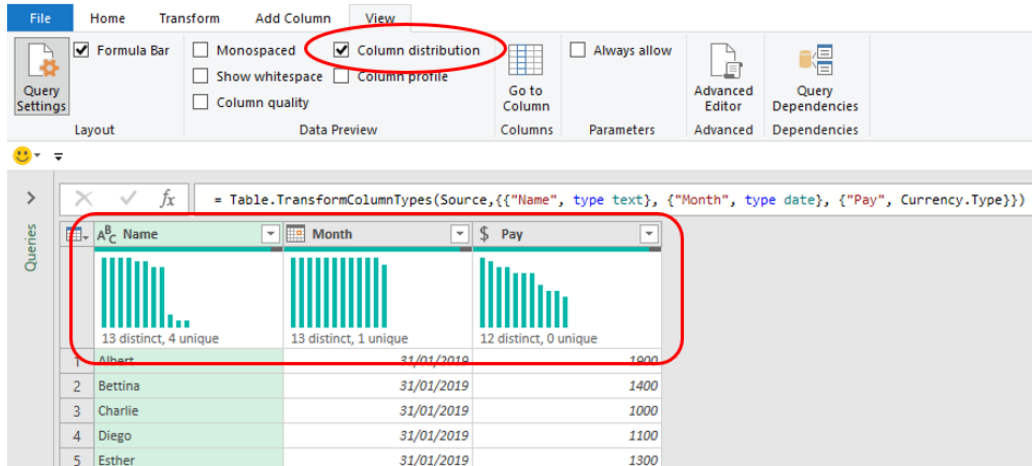 File Home Transform Add Column View
Formula Bar Monospaced Column distribution Always allow
Show whitespace Column profile
Column quality
Query Settings Go to Column Advanced Editor Query Dependencies
Layout Data Preview Columns Parameters Advanced Dependencies
fx = Table.TransformColumnTypes(Source,{{"Name", type text}, {"Month", type date}, {"Pay", Currency.Type}})
Queries
ABC Name Month $ Pay
13 distinct, 4 unique 13 distinct, 1 unique 12 distinct, 0 unique
1 Albert 31/01/2019 1900
2 Bettina 31/01/2019 1400
3 Charlie 31/01/2019 1000
4 Diego 31/01/2019 1100
5 Esther 31/01/2019 1300